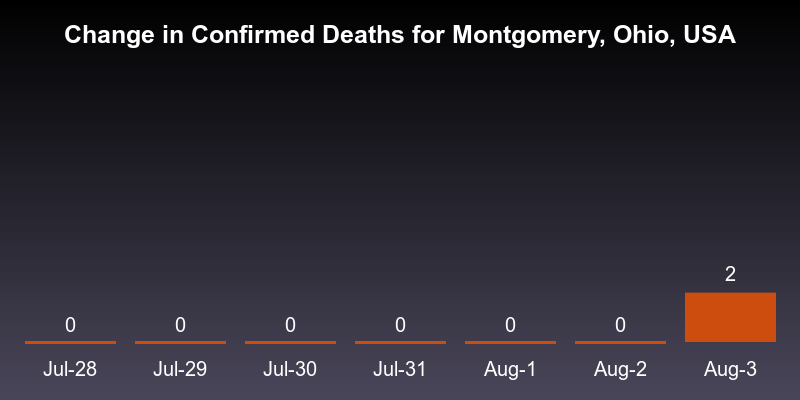 Change in Confirmed Deaths for Montgomery, Ohio, USA
2
0 0 0 0 0 0
Jul-28 Jul-29 Jul-30 Jul-31 Aug-1 Aug-2 Aug-3